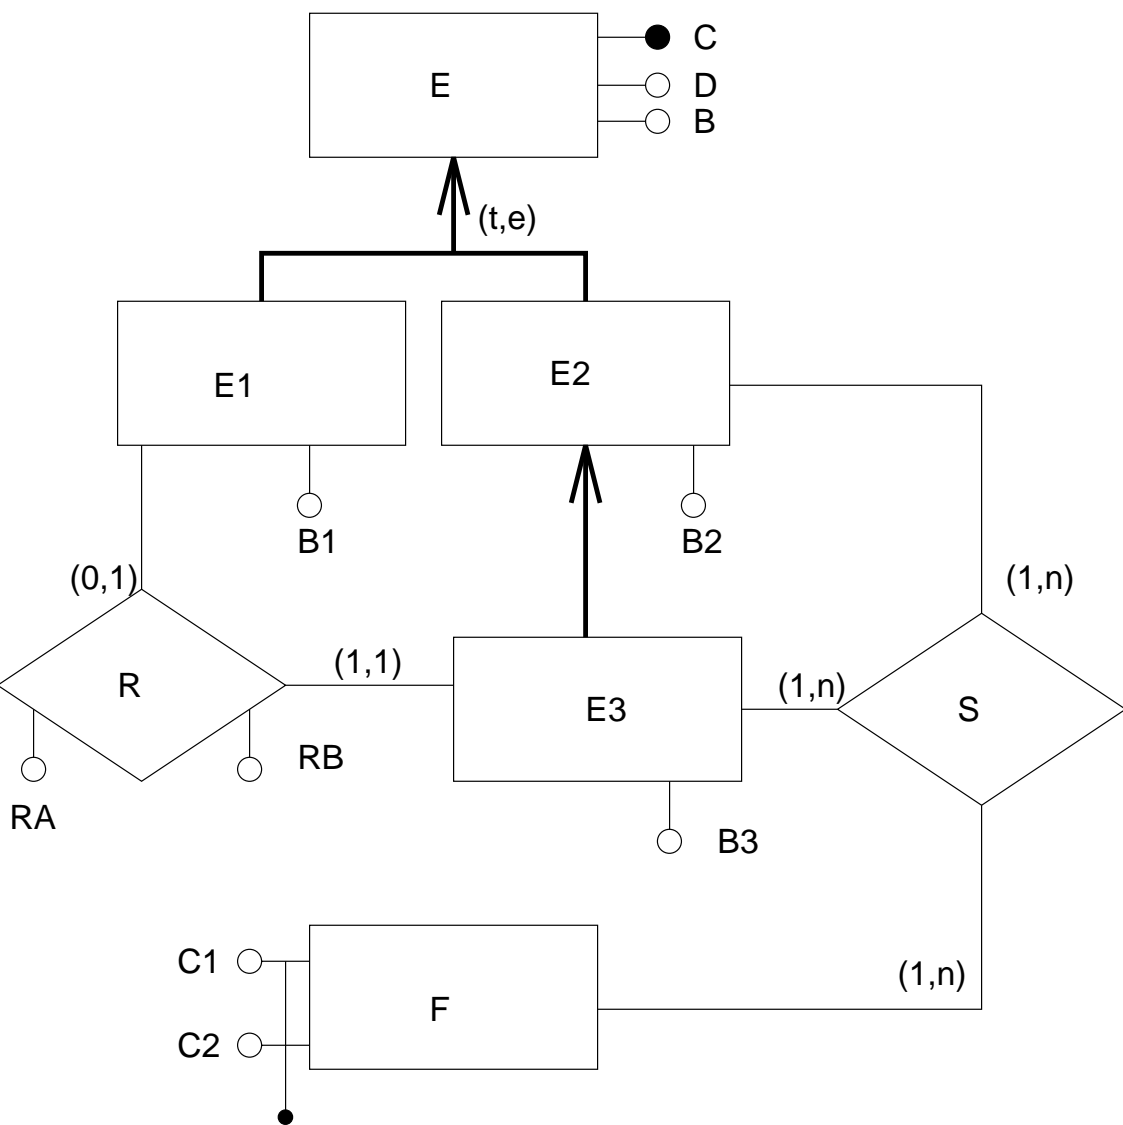 C
E
D
B
(t,e)
E1
E2
B1
B2
(0,1)
(1,n)
(1,1)
(1,n)
R
E3
S
RB
RA
B3
C1
(1,n)
F
C2